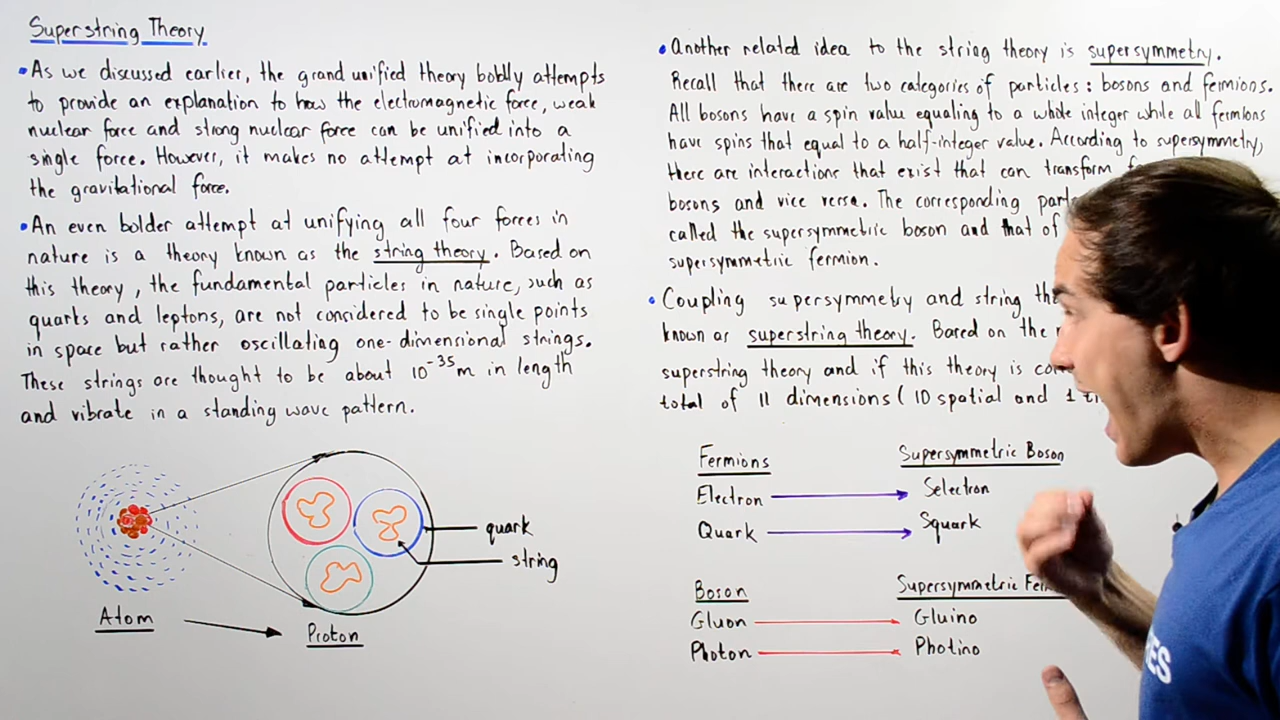 Superstring Theory
•As we discussed earlier, the grand unified theory boldly attempts
to provide an explanation to how the electromagnetic force, weak
nuclear force and strong nuclear force can be unified into a
single force. However, it makes no attempt at incorporating
the gravitational force.
•An even bolder attempt at unifying all four forces in
nature is a theory known as the string theory. Based on
this theory, the fundamental particles in nature, such as
quarks and leptons, are not considered to be single points
in space but rather oscillating one-dimensional strings.
These strings are thought to be about 10⁻³⁵m in length
and vibrate in a standing wave pattern.
quark
string
Atom
Proton
•Another related idea to the string theory is supersymmetry.
Recall that there are two categories of particles: bosons and fermions.
All bosons have a spin value equaling to a whole integer while all fermions
have spins that equal to a half-integer value. According to supersymmetry,
there are interactions that exist that can transform
bosons and vice versa. The corresponding
called the supersymmetric boson and that of
supersymmetric fermion.
•Coupling supersymmetry and string
known as superstring theory. Based on the
superstring theory and if this theory is
total of 11 dimensions (10 spatial and 1
Fermions Supersymmetric Boson
Electron Selectron
Quark Squark
Boson Supersymmetric
Gluon Gluino
Photon Photino